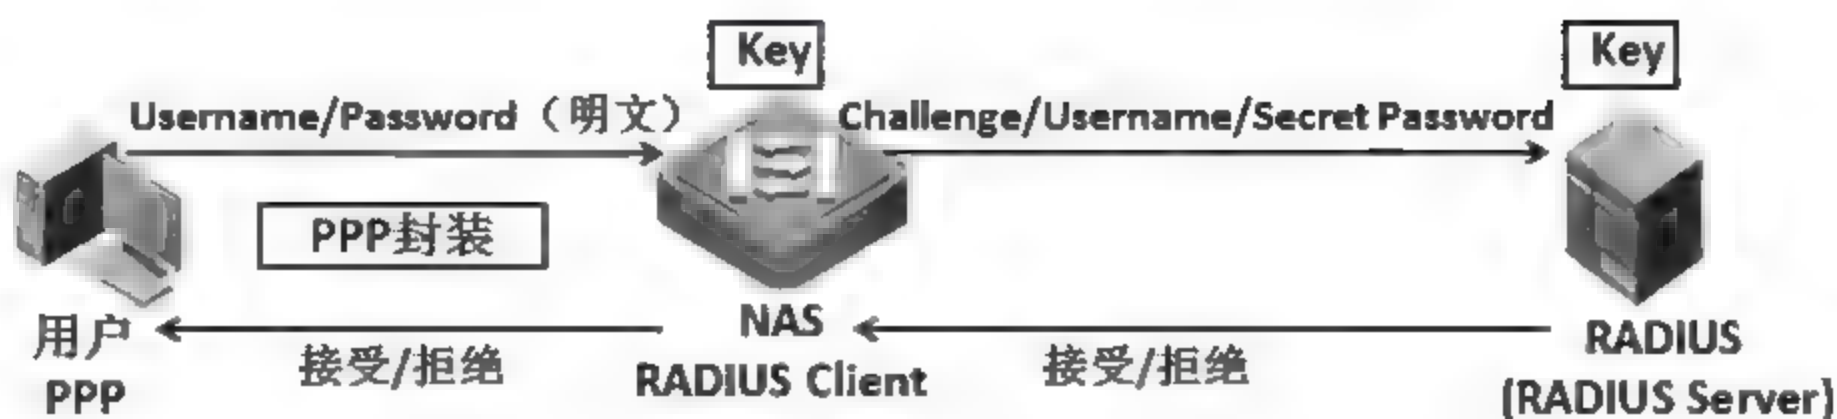 Key
Key
Username/Password（明文）
Challenge/Username/Secret Password
PPP封装
用户
PPP
接受/拒绝
NAS
RADIUS Client
接受/拒绝
RADIUS
(RADIUS Server)